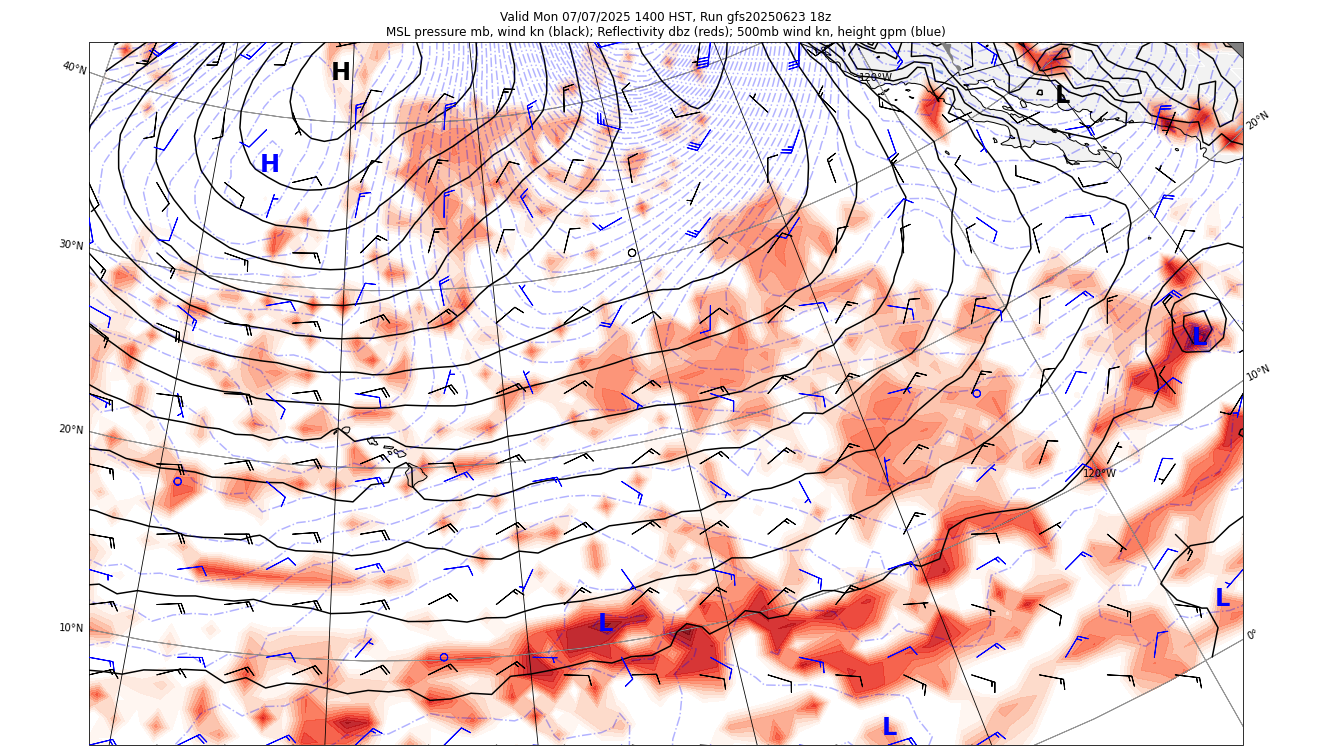 Valid Mon 07/07/2025 1400 HST, Run gfs20250623 18z
MSL pressure mb, wind kn (black); Reflectivity dbz (reds); 500mb wind kn, height gpm (blue)
40°N
H
120°W
L
20°N
H
30°N
L
10°N
20°N
120°W
L
L
10°N
0°
L